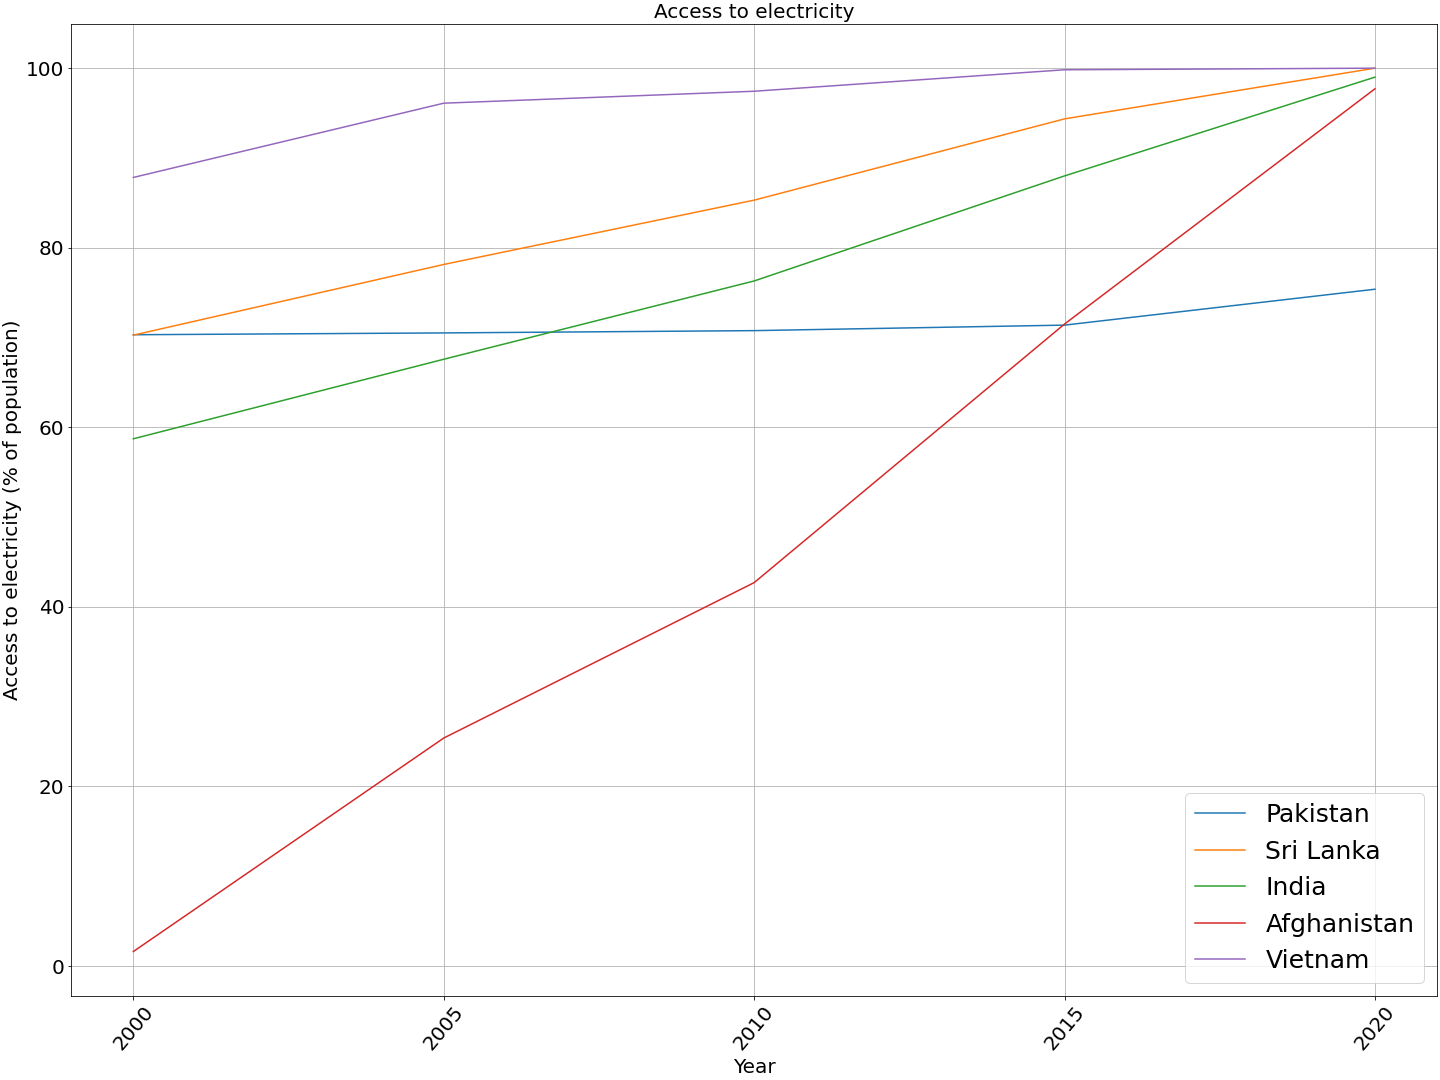 Access to electricity
Access to electricity (% of population)
100
80
60
40
20
0
Pakistan
Sri Lanka
India
Afghanistan
Vietnam
2000
2005
2010
2015
2020
Year